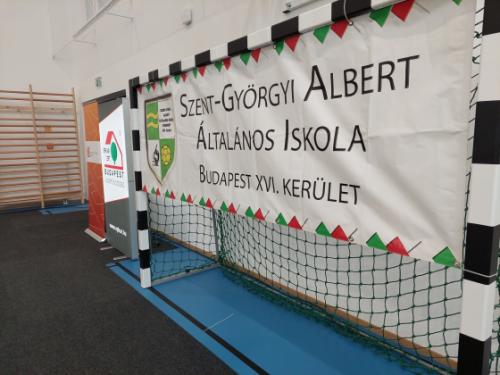 SZENT-GYÖRGYI ALBERT
ÁLTALÁNOS ISKOLA
BUDAPEST XVI. KERÜLET
BUDAPEST